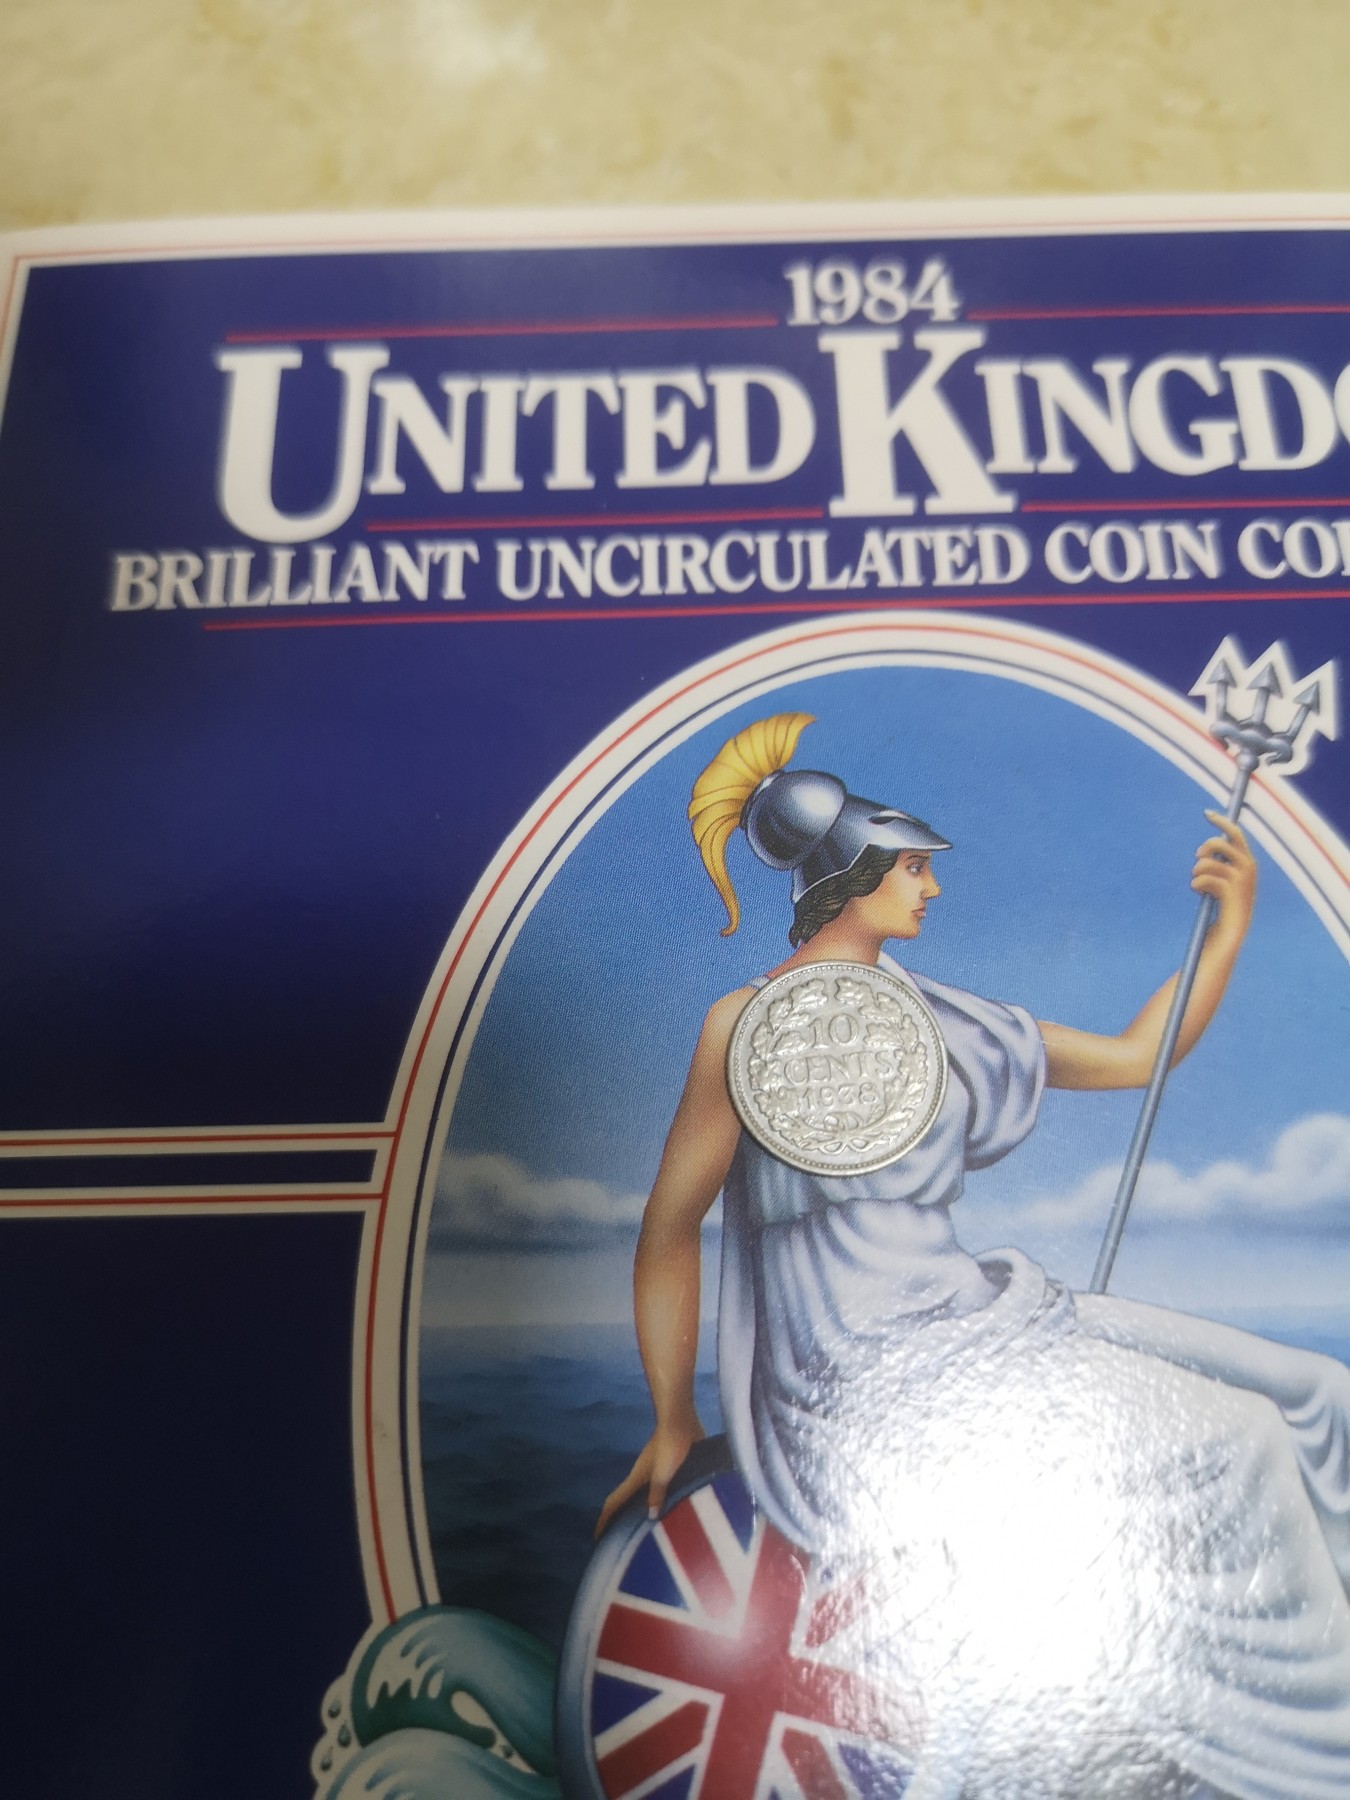 1984
UNITED KINGDO
BRILLIANT UNCIRCULATED COIN CO
10
CENTS
1938